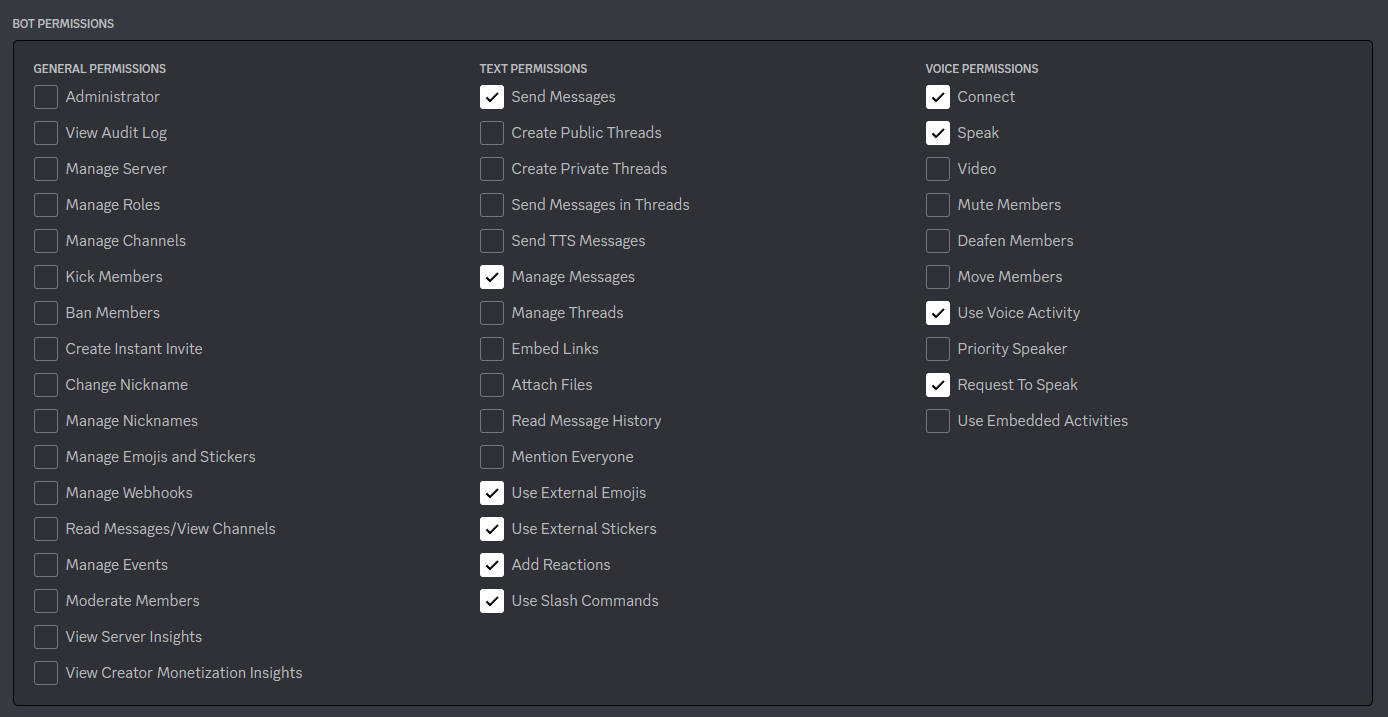 BOT PERMISSIONS
GENERAL PERMISSIONS
Administrator
View Audit Log
Manage Server
Manage Roles
Manage Channels
Kick Members
Ban Members
Create Instant Invite
Change Nickname
Manage Nicknames
Manage Emojis and Stickers
Manage Webhooks
Read Messages/View Channels
Manage Events
Moderate Members
View Server Insights
View Creator Monetization Insights
TEXT PERMISSIONS
Send Messages
Create Public Threads
Create Private Threads
Send Messages in Threads
Send TTS Messages
Manage Messages
Manage Threads
Embed Links
Attach Files
Read Message History
Mention Everyone
Use External Emojis
Use External Stickers
Add Reactions
Use Slash Commands
VOICE PERMISSIONS
Connect
Speak
Video
Mute Members
Deafen Members
Move Members
Use Voice Activity
Priority Speaker
Request To Speak
Use Embedded Activities